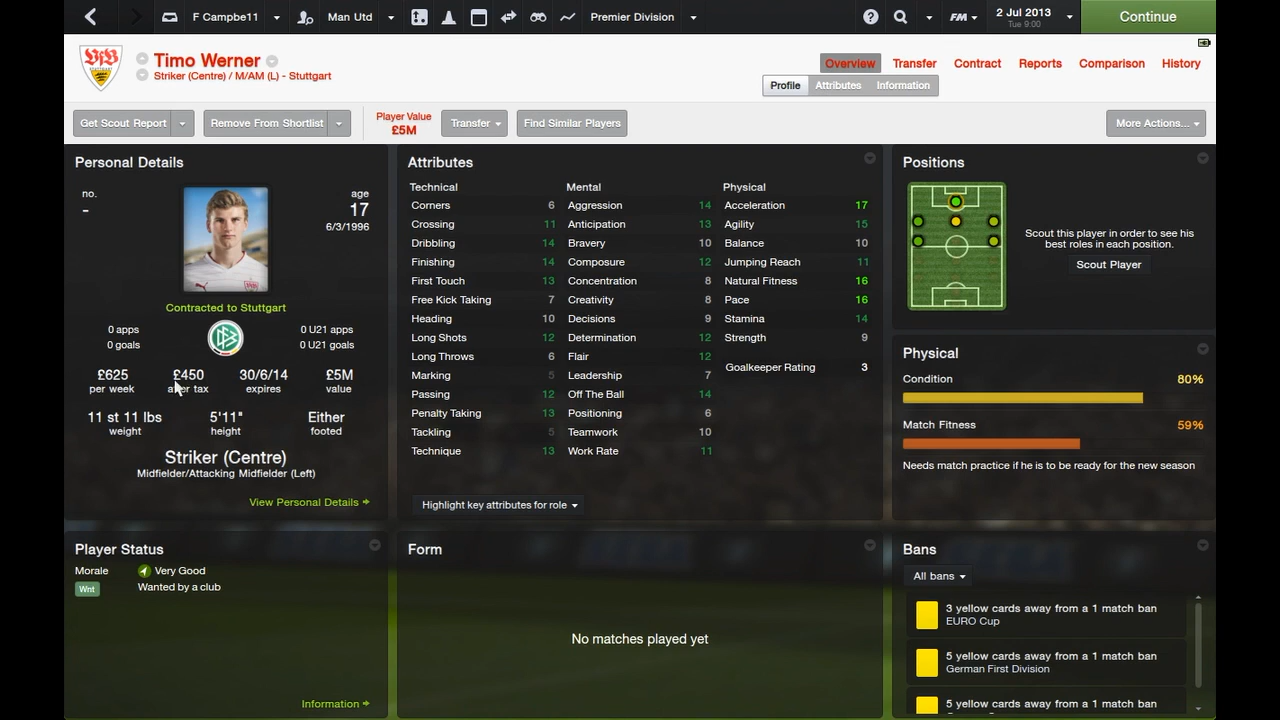 F Campbe11
Man Utd
Premier Division
FM
2 Jul 2013
Tue 9:00
Continue
Timo Werner
Striker (Centre) / M/AM (L) - Stuttgart
Overview
Transfer
Contract
Reports
Comparison
History
Profile
Attributes
Information
Get Scout Report
Remove From Shortlist
Player Value
£5M
Transfer
Find Similar Players
More Actions...
Personal Details
no.
-
age
17
6/3/1996
Contracted to Stuttgart
0 apps
0 goals
0 U21 apps
0 U21 goals
£625
per week
£450
after tax
30/6/14
expires
£5M
value
11 st 11 lbs
weight
5'11"
height
Either
footed
Striker (Centre)
Midfielder/Attacking Midfielder (Left)
View Personal Details
Attributes
Technical
Corners 6
Crossing 11
Dribbling 14
Finishing 14
First Touch 13
Free Kick Taking 7
Heading 10
Long Shots 12
Long Throws 6
Marking 5
Passing 12
Penalty Taking 13
Tackling 5
Technique 13
Mental
Aggression 14
Anticipation 13
Bravery 10
Composure 12
Concentration 8
Creativity 8
Decisions 9
Determination 12
Flair 12
Leadership 7
Off The Ball 14
Positioning 6
Teamwork 10
Work Rate 11
Physical
Acceleration 17
Agility 15
Balance 10
Jumping Reach 11
Natural Fitness 16
Pace 16
Stamina 14
Strength 9
Goalkeeper Rating 3
Highlight key attributes for role
Positions
Scout this player in order to see his
best roles in each position.
Scout Player
Physical
Condition 80%
Match Fitness 59%
Needs match practice if he is to be ready for the new season
Player Status
Morale Very Good
Wnt Wanted by a club
Information
Form
No matches played yet
Bans
All bans
3 yellow cards away from a 1 match ban
EURO Cup
5 yellow cards away from a 1 match ban
German First Division
5 yellow cards away from a 1 match ban